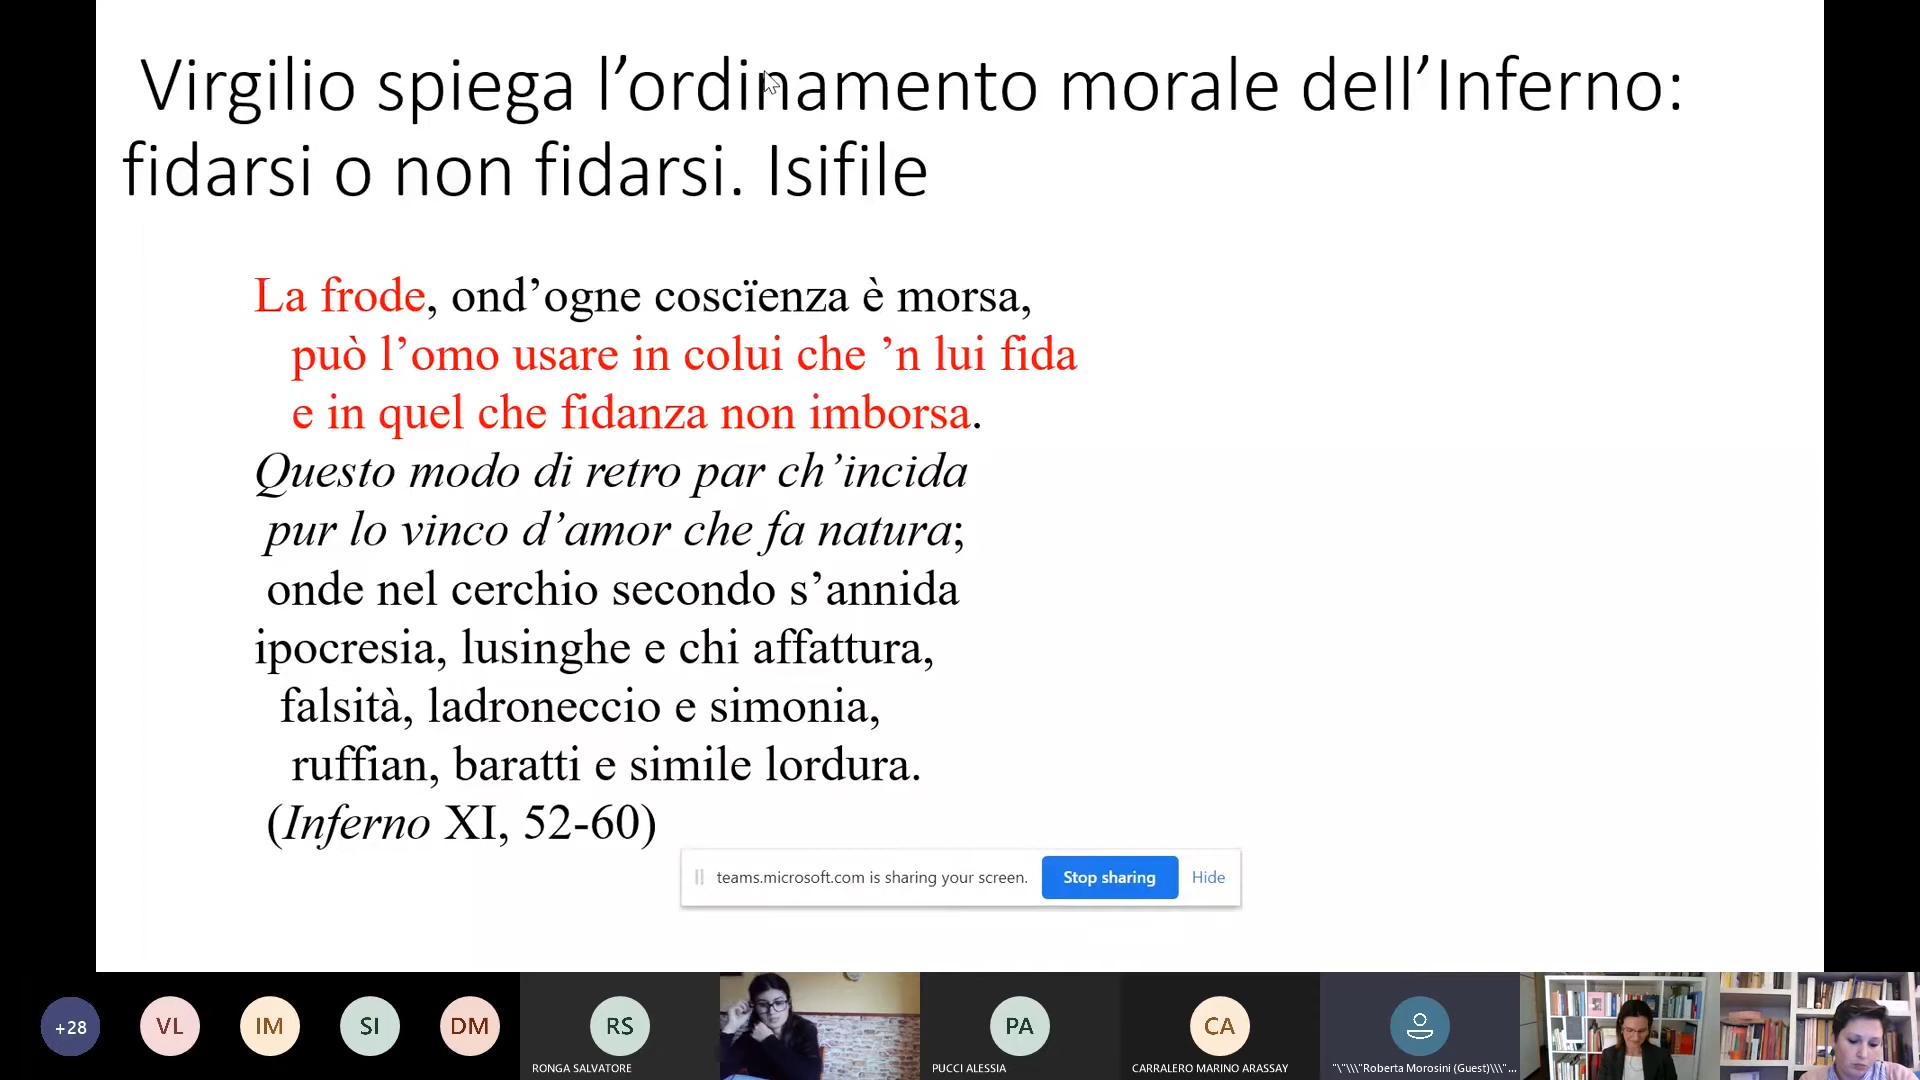 Virgilio spiega l’ordinamento morale dell’Inferno:
fidarsi o non fidarsi. Isifile
La frode, ond’ogne coscïenza è morsa,
può l’omo usare in colui che ’n lui fida
e in quel che fidanza non imborsa.
Questo modo di retro par ch’incida
pur lo vinco d’amor che fa natura;
onde nel cerchio secondo s’annida
ipocresia, lusinghe e chi affattura,
falsità, ladroneccio e simonia,
ruffian, baratti e simile lordura.
(Inferno XI, 52-60)
teams.microsoft.com is sharing your screen.
Stop sharing
Hide
+28
VL
IM
SI
DM
RS
RONGA SALVATORE
PA
PUCCI ALESSIA
CA
CARRALERO MARINO ARASSAY
"\"\\\"Roberta Morosini (Guest)\\\"...